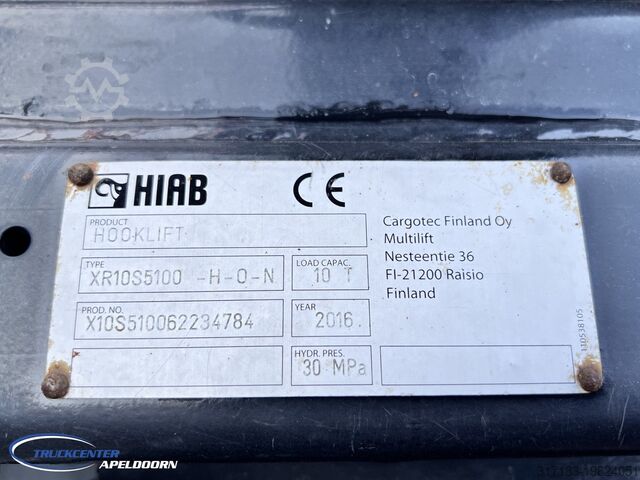 HIAB
CE
PRODUCT
HOOKLIFT
TYPE
XR10S5100 -H-O-N
LOAD CAPAC.
10 T
PROD. NO.
X10S510062234784
YEAR
2016.
HYDR. PRES.
30 MPa
Cargotec Finland Oy
Multilift
Nesteentie 36
FI-21200 Raisio
Finland
11D538105
TRUCKCENTER
APELDOORN